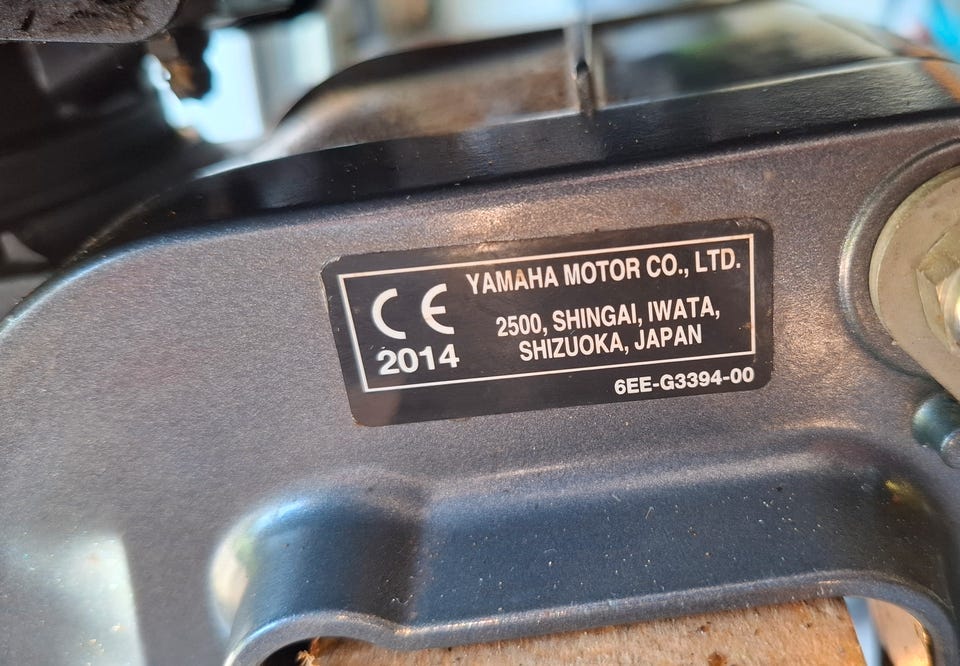 CE
2014
YAMAHA MOTOR CO., LTD.
2500, SHINGAI, IWATA,
SHIZUOKA, JAPAN
6EE-G3394-00